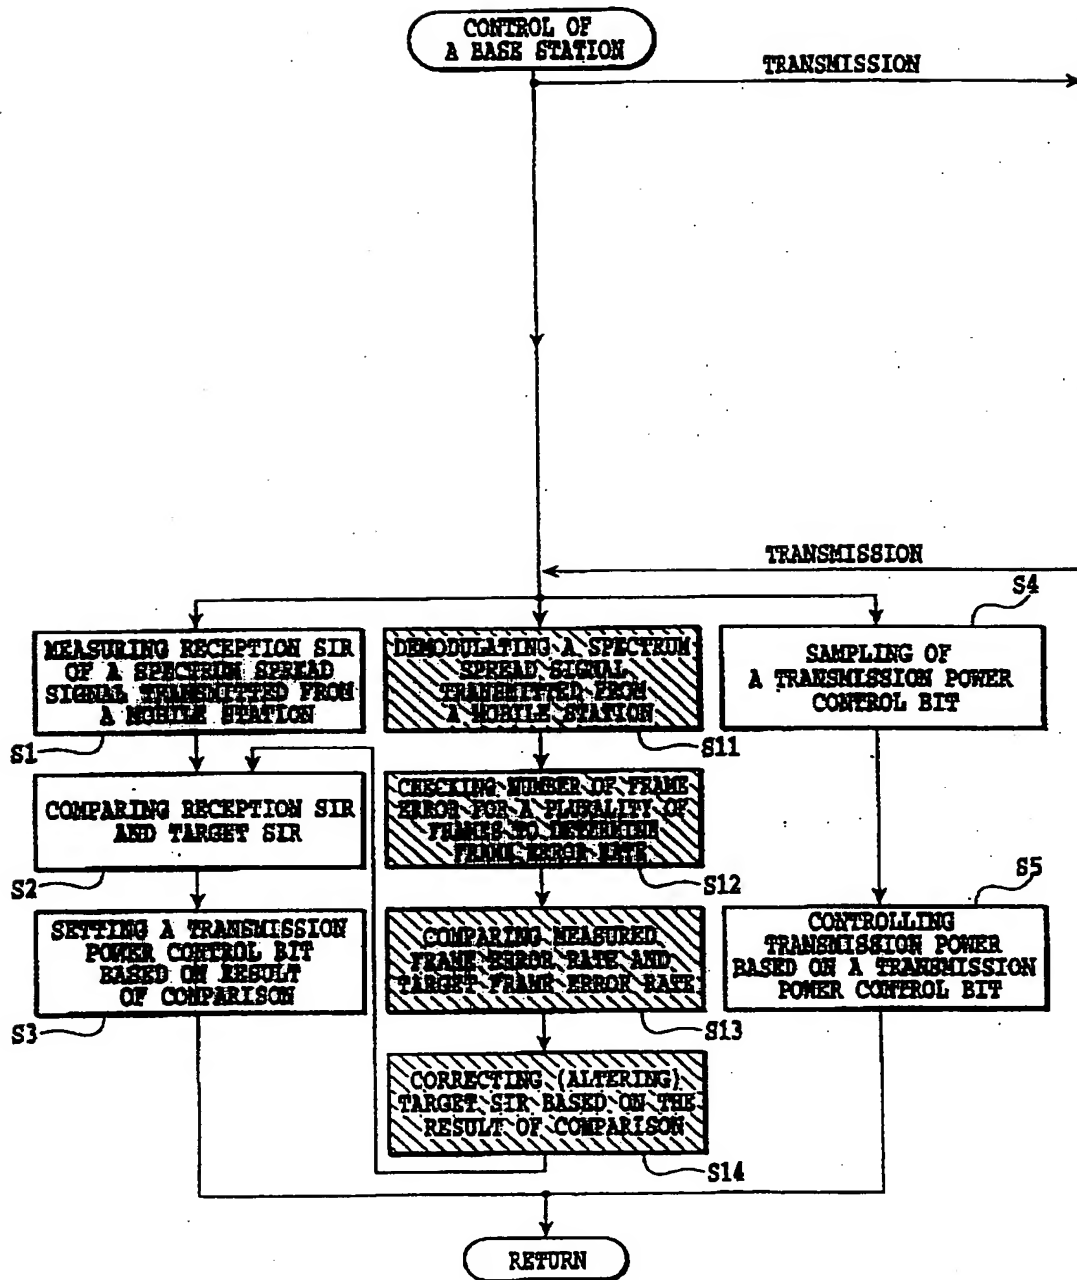 CONTROL OF
A BASE STATION
TRANSMISSION
TRANSMISSION
S4
MEASURING RECEPTION SIR
OF A SPECTRUM SPREAD
SIGNAL TRANSMITTED FROM
A MOBILE STATION
S1
DEMODULATING A SPECTRUM
SPREAD SIGNAL
TRANSMITTED FROM
A MOBILE STATION
S11
SAMPLING OF
A TRANSMISSION POWER
CONTROL BIT
COMPARING RECEPTION SIR
AND TARGET SIR
S2
CHECKING NUMBER OF FRAME
ERROR FOR A PLURALITY OF
FRAMES TO DETERMINE
FRAME ERROR RATE
S12
S5
SETTING A TRANSMISSION
POWER CONTROL BIT
BASED ON RESULT
OF COMPARISON
S3
COMPARING MEASURED
FRAME ERROR RATE AND
TARGET FRAME ERROR RATE
S13
CONTROLLING
TRANSMISSION POWER
BASED ON A TRANSMISSION
POWER CONTROL BIT
CORRECTING (ALTERING)
TARGET SIR BASED ON THE
RESULT OF COMPARISON
S14
RETURN